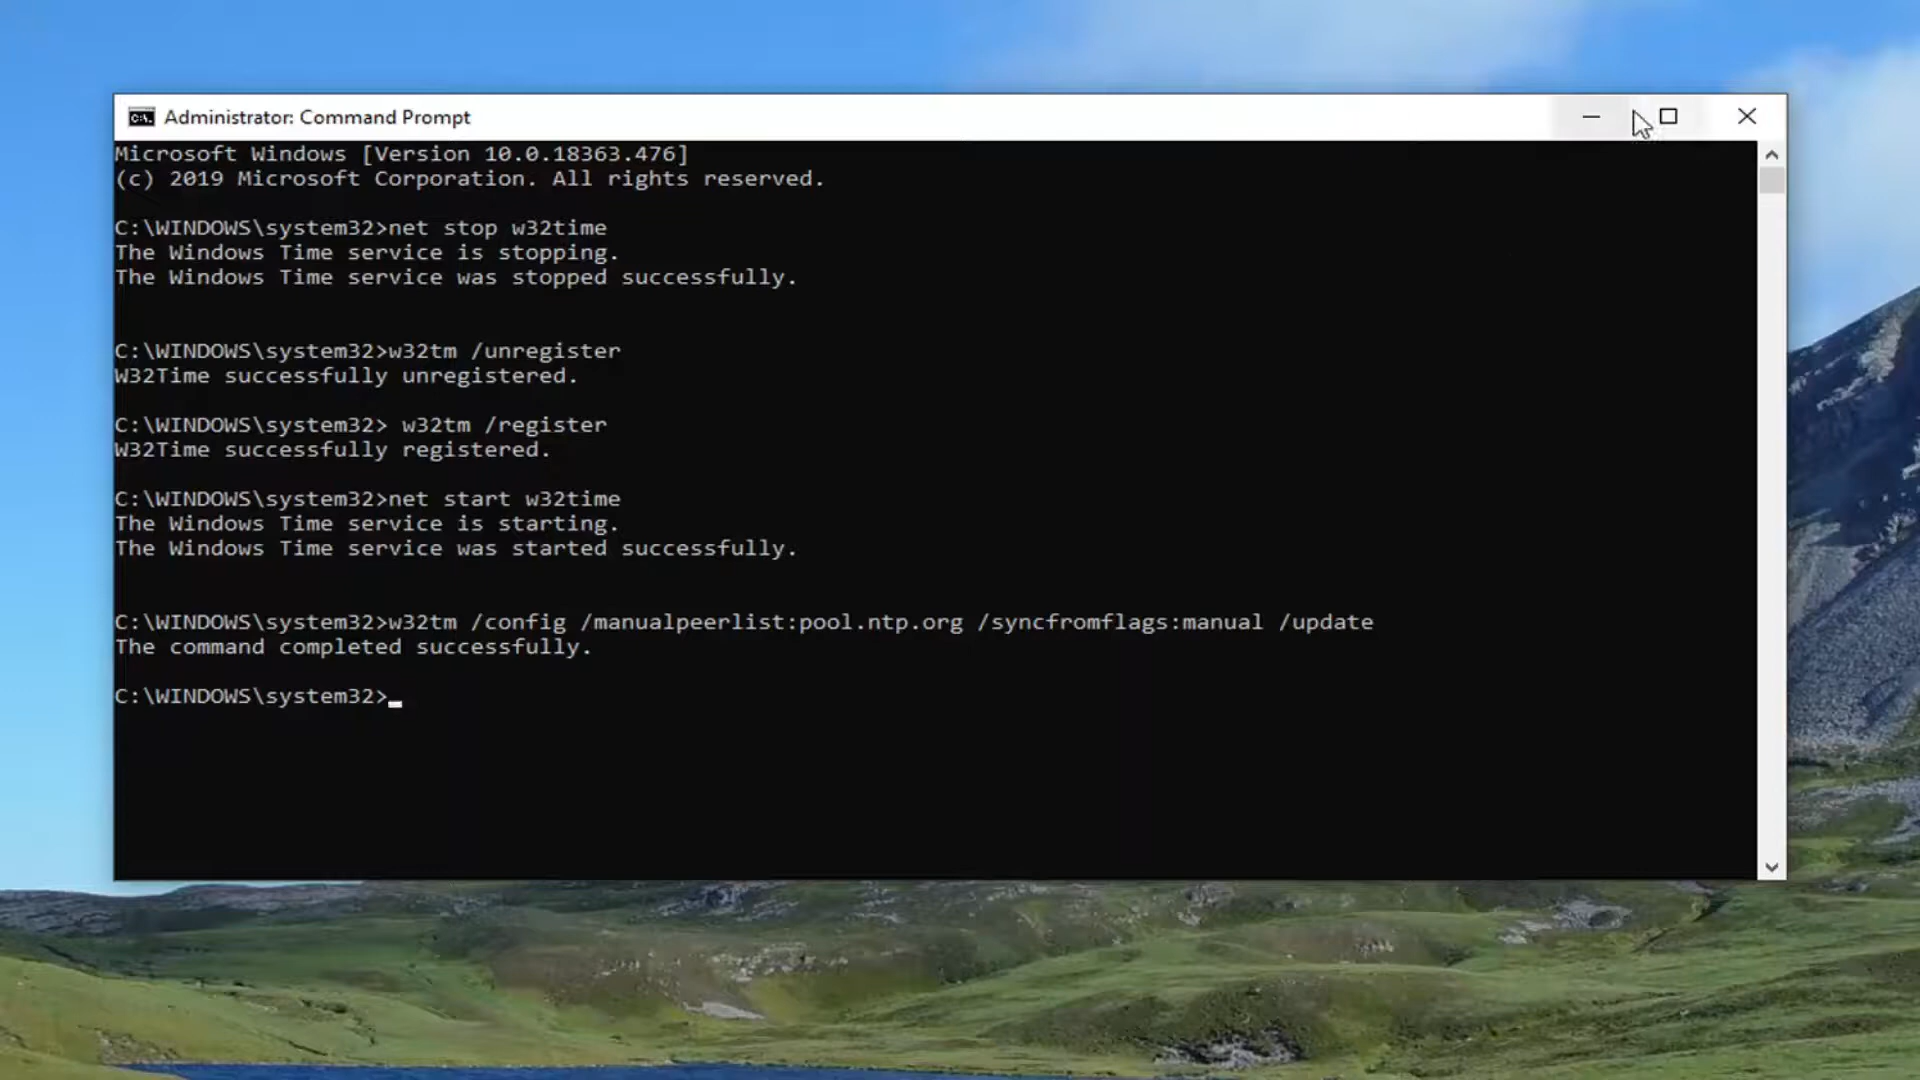 Administrator: Command Prompt
Microsoft Windows [Version 10.0.18363.476]
(c) 2019 Microsoft Corporation. All rights reserved.
C:\WINDOWS\system32>net stop w32time
The Windows Time service is stopping.
The Windows Time service was stopped successfully.
C:\WINDOWS\system32>w32tm /unregister
W32Time successfully unregistered.
C:\WINDOWS\system32> w32tm /register
W32Time successfully registered.
C:\WINDOWS\system32>net start w32time
The Windows Time service is starting.
The Windows Time service was started successfully.
C:\WINDOWS\system32>w32tm /config /manualpeerlist:pool.ntp.org /syncfromflags:manual /update
The command completed successfully.
C:\WINDOWS\system32>